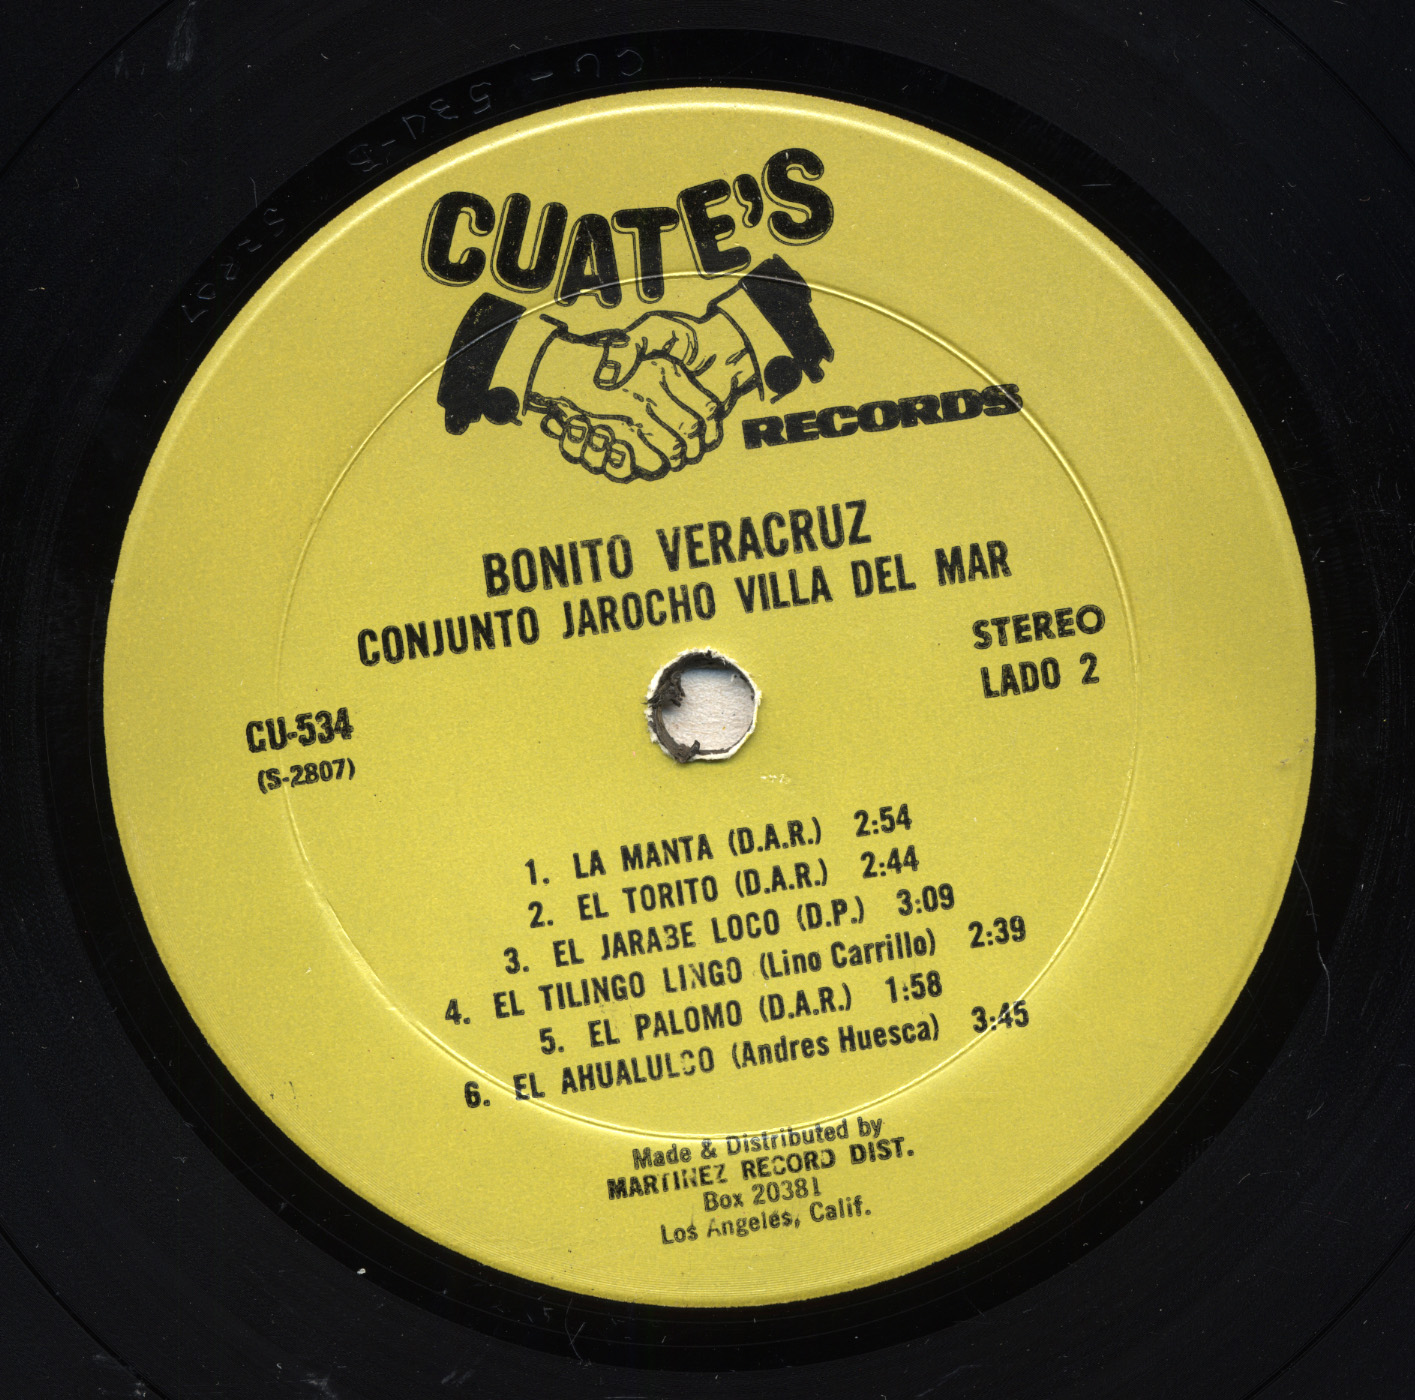 CU-534-B
S-2807
CUATE'S
RECORDS
BONITO VERACRUZ
CONJUNTO JAROCHO VILLA DEL MAR
STEREO
LADO 2
CU-534
(S-2807)
1. LA MANTA (D.A.R.) 2:54
2. EL TORITO (D.A.R.) 2:44
3. EL JARABE LOCO (D.P.) 3:09
4. EL TILINGO LINGO (Lino Carrillo) 2:39
5. EL PALOMO (D.A.R.) 1:58
6. EL AHUALULCO (Andres Huesca) 3:45
Made & Distributed by
MARTINEZ RECORD DIST.
Box 20381
Los Angeles, Calif.